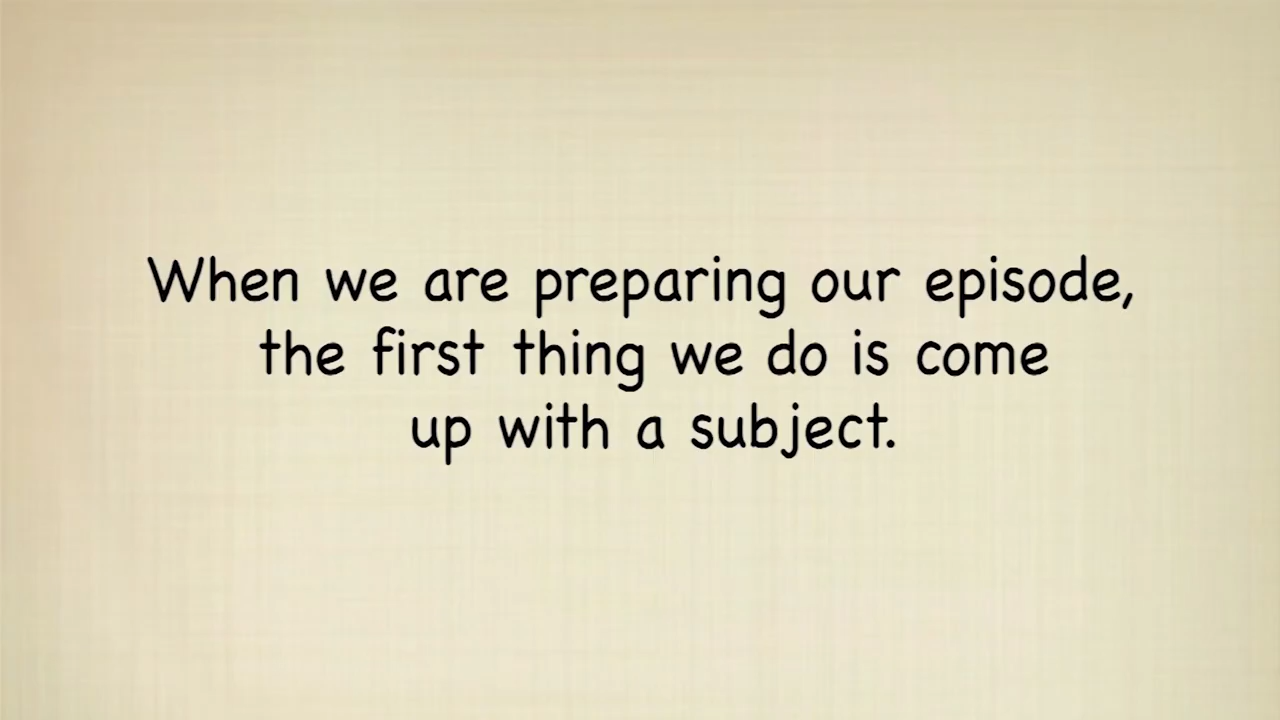 When we are preparing our episode,
the first thing we do is come
up with a subject.